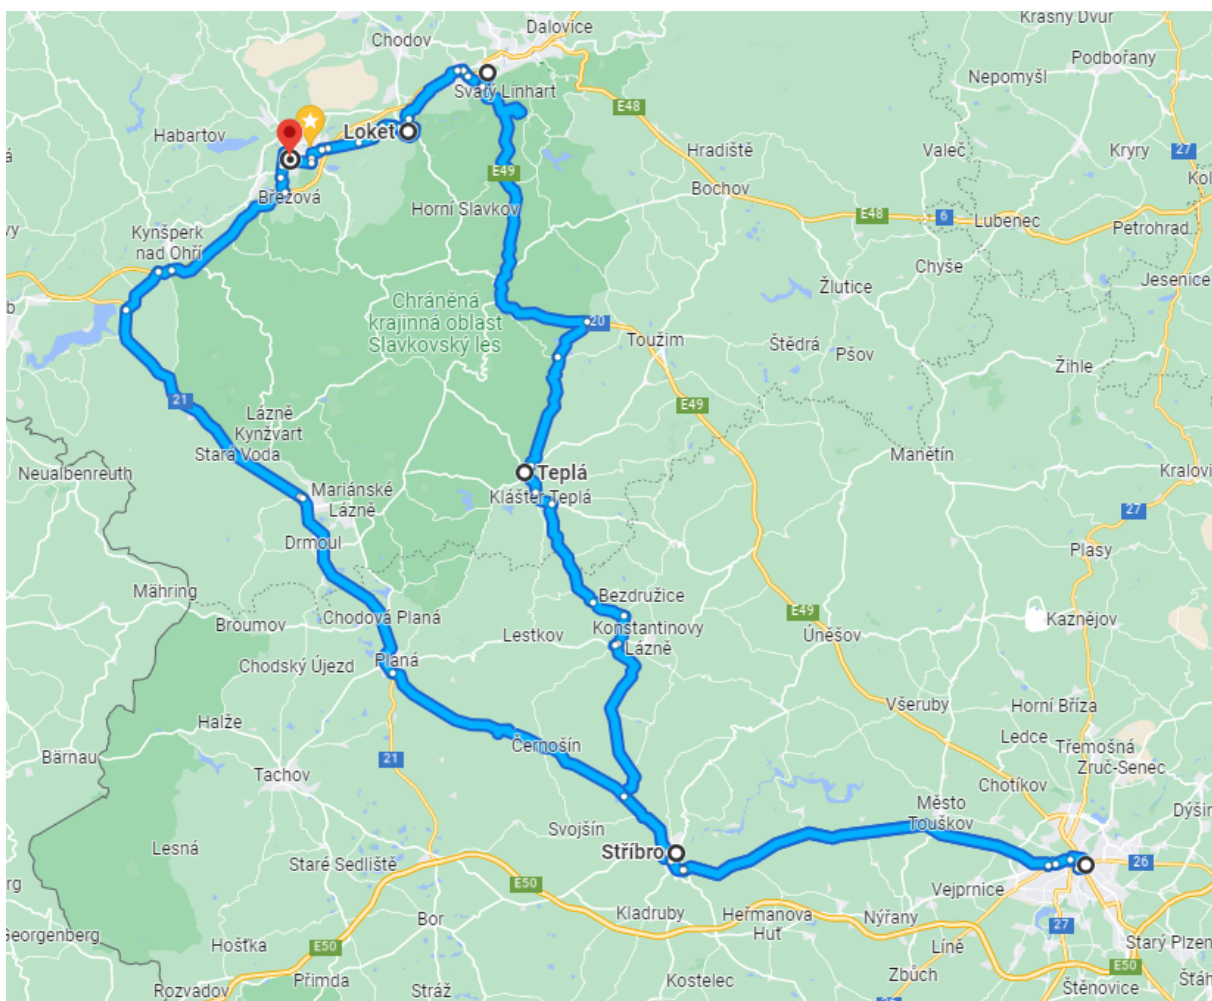 Krásný Dvůr
Dalovice
Chodov
Podbořany
Nepomyšl
Svatý Linhart
E48
Habartov
Loket
Hradiště
Valeč
Kryry
27
E49
Bochov
Březová
Horní Slavkov
E48
6
Lubenec
Petrohrad
Kynšperk
nad Ohří
Chyše
Jesenice
Žlutice
Chráněná
krajinná oblast
Slavkovský les
20
Toužim
Štědrá
Pšov
Žihle
21
E49
Lázně
Kynžvart
Stará Voda
Manětín
Neualbenreuth
Teplá
Kralovi
Mariánské
Lázně
Klášter Teplá
27
Drmoul
Plasy
Mähring
Bezdružice
E49
Kaznějov
Broumov
Chodová Planá
Lestkov
Konstantinovy
Lázně
Úněšov
Chodský Újezd
Planá
Všeruby
Horní Bříza
Halže
Ledce
Třemošná
Bärnau
21
Černošín
Zruč-Senec
Tachov
Chotíkov
Město
Touškov
Dýšin
Svojšín
Lesná
Staré Sedliště
Stříbro
26
E50
Vejprnice
Kladruby
Heřmanova
Huť
Nýřany
27
Bor
Georgenberg
Hošťka
E50
Líně
Starý Plzen
E50
Přimda
Kostelec
Zbůch
Štěnovice
Rozvadov
Stráž